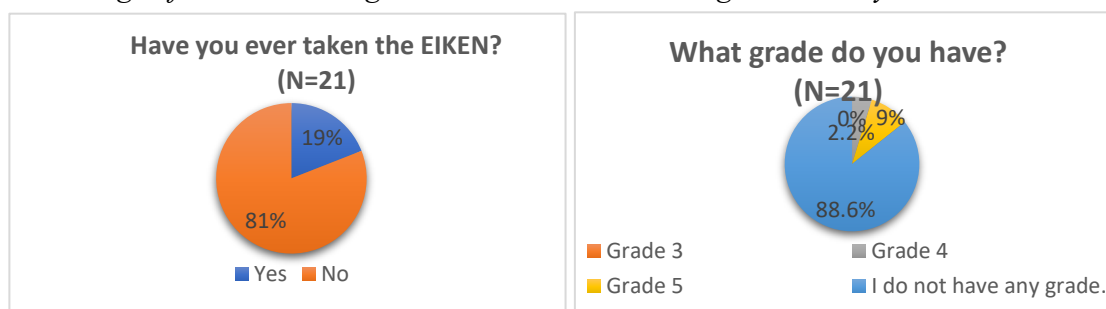 Have you ever taken the EIKEN?
(N=21)
19%
81%
Yes No
What grade do you have?
(N=21)
0%
9%
2.2%
88.6%
Grade 3 Grade 4
Grade 5 I do not have any grade.